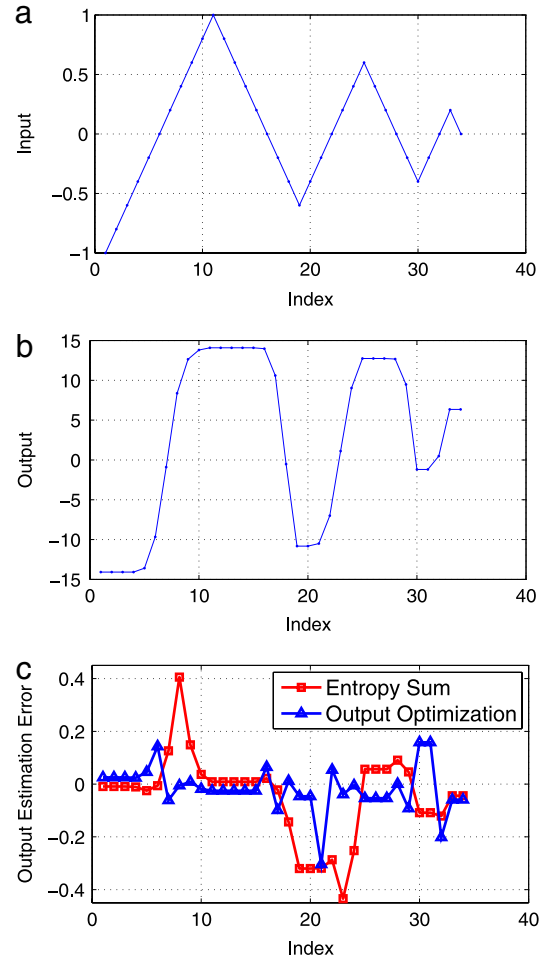 a
1
0.5
0
−0.5
−1
0 10 20 30 40
Input
Index
b
15
10
5
0
−5
−10
−15
0 10 20 30 40
Output
Index
c
0.4
0.2
0
−0.2
−0.4
0 10 20 30 40
Output Estimation Error
Index
Entropy Sum
Output Optimization